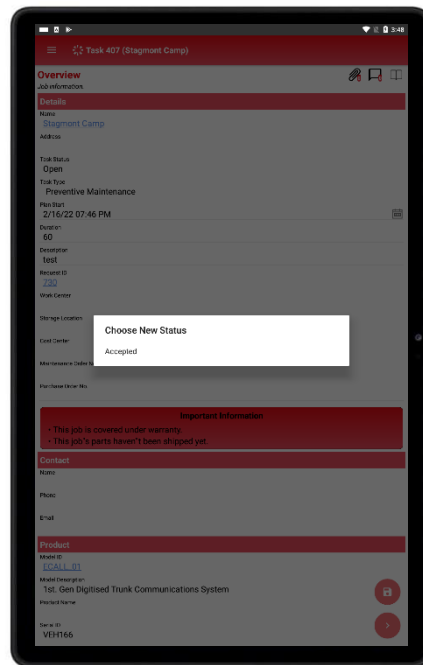 3:48
Task 407 (Stagmont Camp)
Overview
Job information.
Details
Name
Stagmont Camp
Address
Task Status
Open
Task Type
Preventive Maintenance
Plan Start
2/16/22 07:46 PM
Duration
60
Description
test
Request ID
730
Work Center
Storage Location
Choose New Status
Cost Center
Accepted
Maintenance Order N
Purchase Order No.
Important Information
• This job is covered under warranty.
• This job's parts haven't been shipped yet.
Contact
Name
Phone
Email
Product
Model ID
ECALL_01
Model Description
1st. Gen Digitised Trunk Communications System
Product Name
Serial ID
VEH166